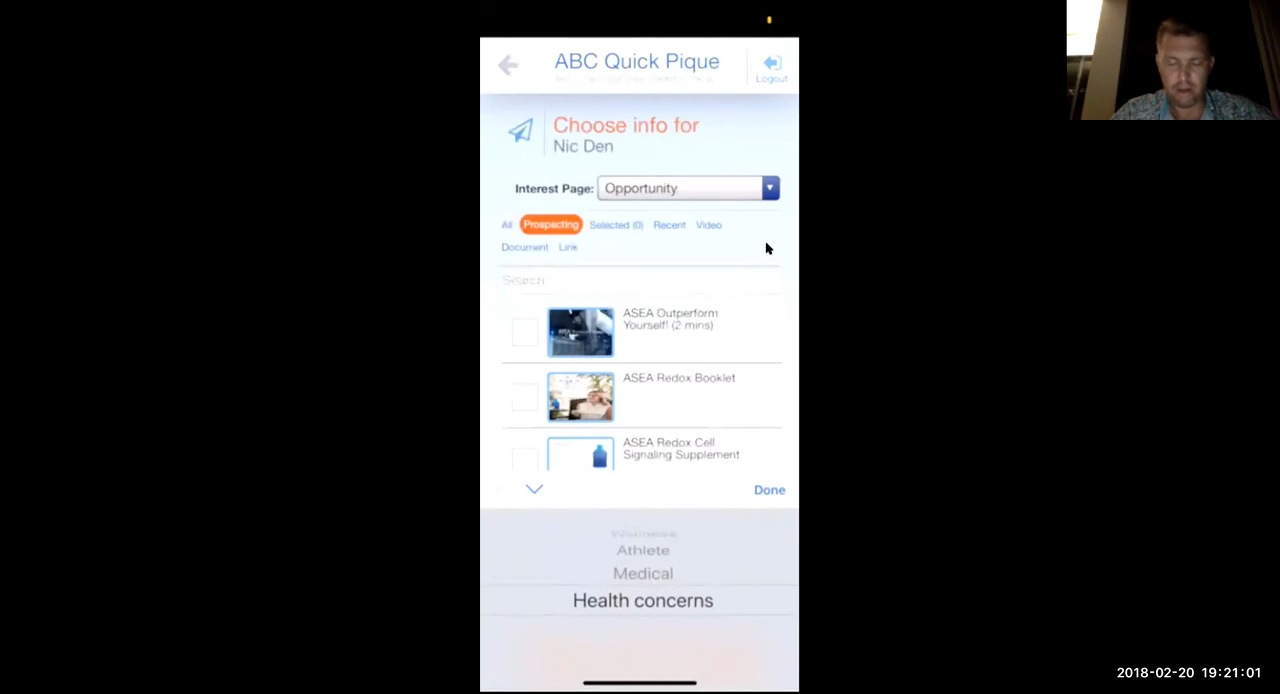 ABC Quick Pique
Logout
Choose info for
Nic Den
Interest Page: Opportunity
All Prospecting Selected (0) Recent Video
Document Link
Search
ASEA Outperform
Yourself! (2 mins)
ASEA Redox Booklet
ASEA Redox Cell
Signaling Supplement
Done
Athlete
Medical
Health concerns
2018-02-20 19:21:01